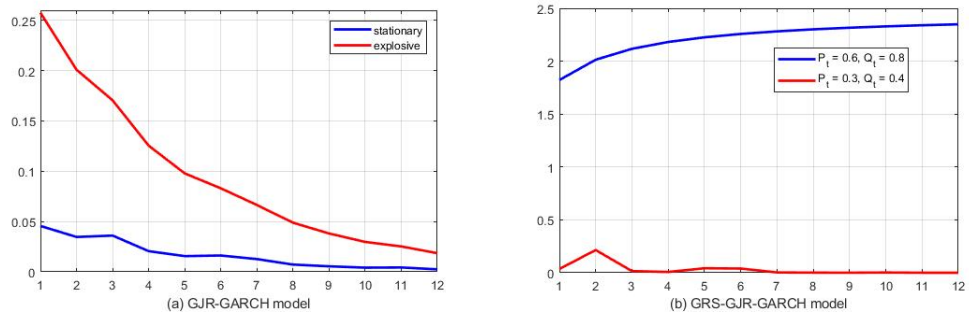 0.25
0.2
0.15
0.1
0.05
0
1 2 3 4 5 6 7 8 9 10 11 12
stationary
explosive
(a) GJR-GARCH model
2.5
2
1.5
1
0.5
0
1 2 3 4 5 6 7 8 9 10 11 12
P_t = 0.6, Q_t = 0.8
P_t = 0.3, Q_t = 0.4
(b) GRS-GJR-GARCH model